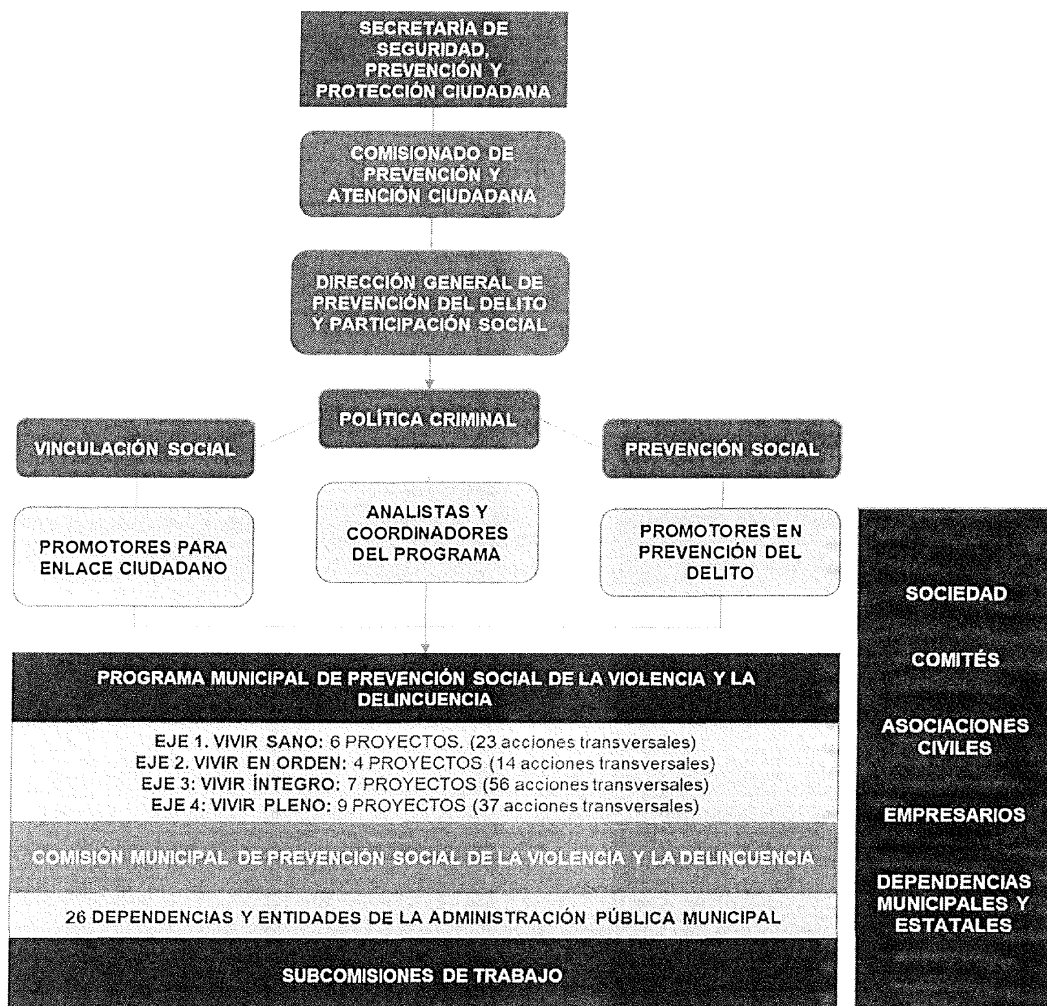 SECRETARÍA DE
SEGURIDAD,
PREVENCIÓN Y
PROTECCIÓN CIUDADANA
COMISIONADO DE
PREVENCIÓN Y
ATENCIÓN CIUDADANA
DIRECCIÓN GENERAL DE
PREVENCIÓN DEL DELITO
Y PARTICIPACIÓN SOCIAL
POLÍTICA CRIMINAL
VINCULACIÓN SOCIAL
PREVENCIÓN SOCIAL
PROMOTORES PARA
ENLACE CIUDADANO
ANALISTAS Y
COORDINADORES
DEL PROGRAMA
PROMOTORES EN
PREVENCIÓN DEL
DELITO
PROGRAMA MUNICIPAL DE PREVENCIÓN SOCIAL DE LA VIOLENCIA Y LA
DELINCUENCIA
EJE 1. VIVIR SANO: 6 PROYECTOS. (23 acciones transversales)
EJE 2. VIVIR EN ORDEN: 4 PROYECTOS (14 acciones transversales)
EJE 3: VIVIR ÍNTEGRO: 7 PROYECTOS (56 acciones transversales)
EJE 4: VIVIR PLENO: 9 PROYECTOS (37 acciones transversales)
COMISIÓN MUNICIPAL DE PREVENCIÓN SOCIAL DE LA VIOLENCIA Y LA DELINCUENCIA
26 DEPENDENCIAS Y ENTIDADES DE LA ADMINISTRACIÓN PÚBLICA MUNICIPAL
SUBCOMISIONES DE TRABAJO
SOCIEDAD
COMITÉS
ASOCIACIONES
CIVILES
EMPRESARIOS
DEPENDENCIAS
MUNICIPALES Y
ESTATALES